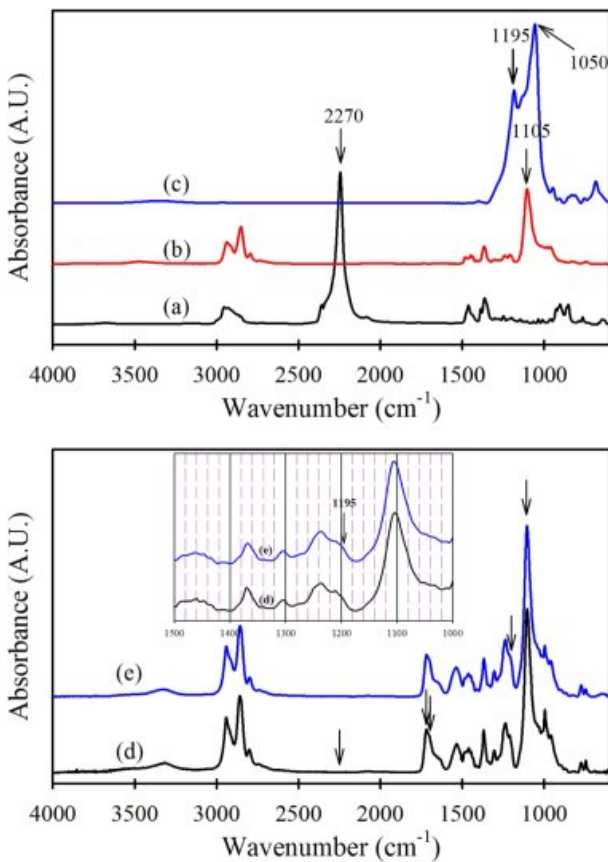 1195
1050
2270
1105
(c)
(b)
(a)
Absorbance (A.U.)
4000 3500 3000 2500 2000 1500 1000
Wavenumber (cm-1)
1195
(e)
(d)
1500 1400 1300 1200 1100 1000
(e)
(d)
Absorbance (A.U.)
4000 3500 3000 2500 2000 1500 1000
Wavenumber (cm-1)